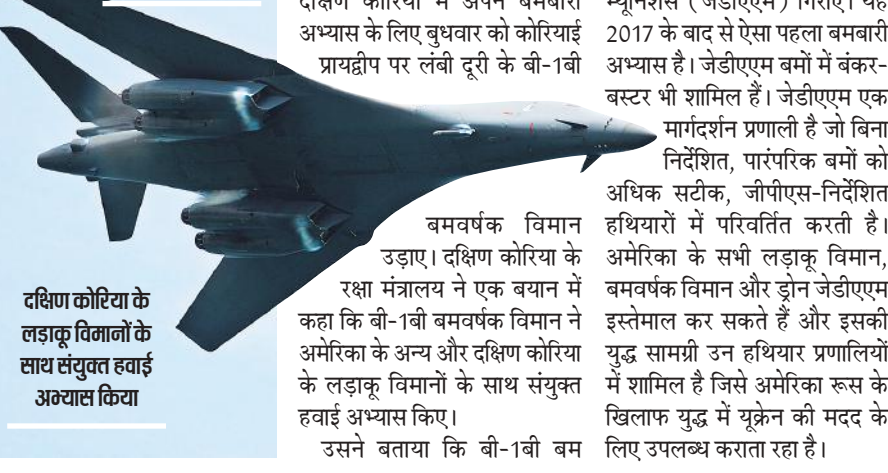 दक्षिण कोरिया के
लड़ाकू विमानों के
साथ संयुक्त हवाई
अभ्यास किया
दक्षिण कोरिया में अपने बमबारी
अभ्यास के लिए बुधवार को कोरियाई
प्रायद्वीप पर लंबी दूरी के बी-1बी
बमवर्षक विमान
उड़ाए। दक्षिण कोरिया के
रक्षा मंत्रालय ने एक बयान में
कहा कि बी-1बी बमवर्षक विमान ने
अमेरिका के अन्य और दक्षिण कोरिया
के लड़ाकू विमानों के साथ संयुक्त
हवाई अभ्यास किए।
उसने बताया कि बी-1बी बम
म्यूनिशंस (जेडीएएम) गिराए। यह
2017 के बाद से ऐसा पहला बमबारी
अभ्यास है। जेडीएएम बमों में बंकर-
बस्टर भी शामिल हैं। जेडीएएम एक
मार्गदर्शन प्रणाली है जो बिना
निर्देशित, पारंपरिक बमों को
अधिक सटीक, जीपीएस-निर्देशित
हथियारों में परिवर्तित करती है।
अमेरिका के सभी लड़ाकू विमान,
बमवर्षक विमान और ड्रोन जेडीएएम
इस्तेमाल कर सकते हैं और इसकी
युद्ध सामग्री उन हथियार प्रणालियों
में शामिल है जिसे अमेरिका रूस के
खिलाफ युद्ध में यूक्रेन की मदद के
लिए उपलब्ध कराता रहा है।